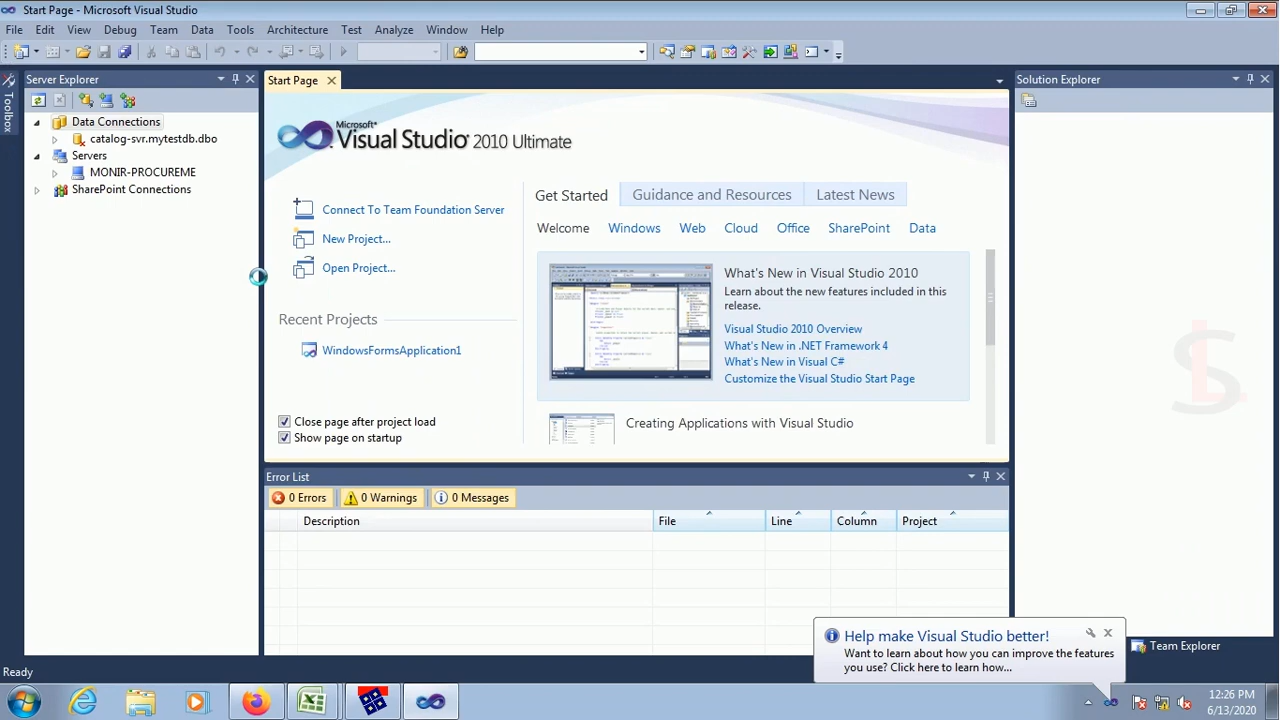 Start Page - Microsoft Visual Studio
File Edit View Debug Team Data Tools Architecture Test Analyze Window Help
Toolbox
Server Explorer
Data Connections
catalog-svr.mytestdb.dbo
Servers
MONIR-PROCUREME
SharePoint Connections
Start Page
Microsoft
Visual Studio 2010 Ultimate
Connect To Team Foundation Server
New Project...
Open Project...
Recent Projects
WindowsFormsApplication1
Close page after project load
Show page on startup
Get Started Guidance and Resources Latest News
Welcome Windows Web Cloud Office SharePoint Data
What's New in Visual Studio 2010
Learn about the new features included in this
release.
Visual Studio 2010 Overview
What's New in .NET Framework 4
What's New in Visual C#
Customize the Visual Studio Start Page
Creating Applications with Visual Studio
Solution Explorer
Error List
0 Errors 0 Warnings 0 Messages
Description File Line Column Project
Help make Visual Studio better!
Want to learn about how you can improve the features
you use? Click here to learn how...
Team Explorer
Ready
12:26 PM
6/13/2020